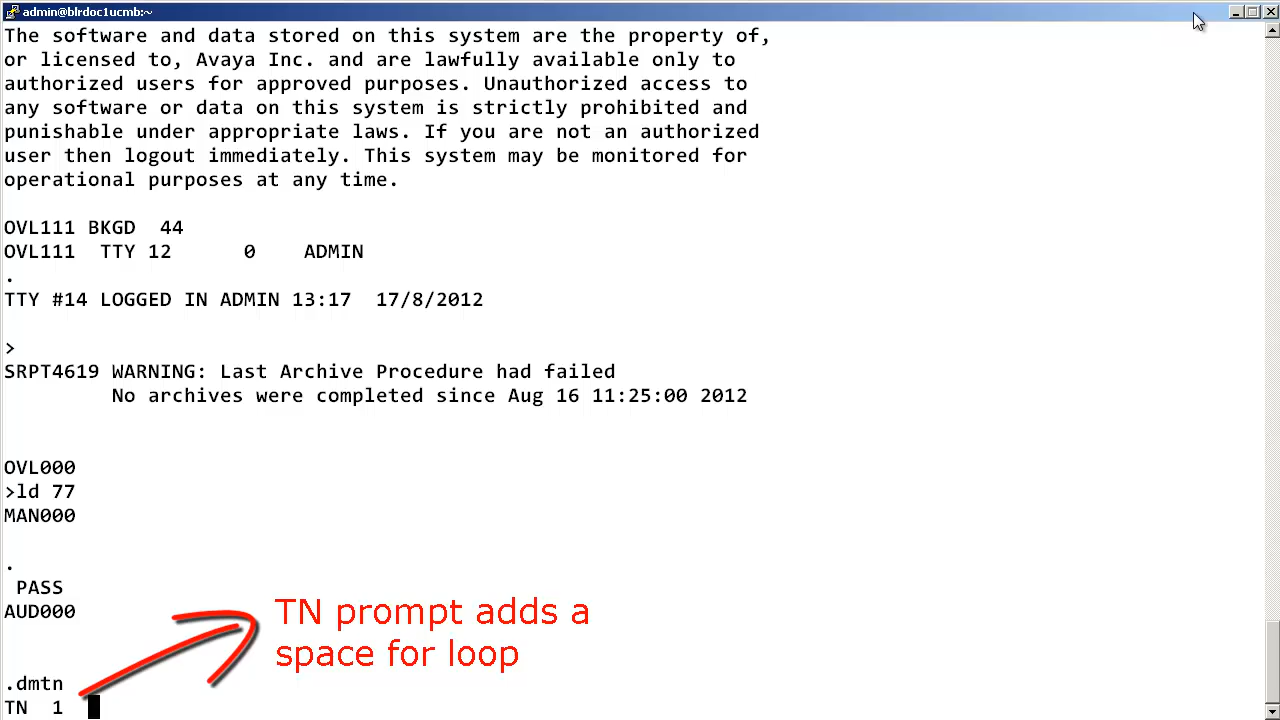 admin@blrdoc1ucmb:~
The software and data stored on this system are the property of,
or licensed to, Avaya Inc. and are lawfully available only to
authorized users for approved purposes. Unauthorized access to
any software or data on this system is strictly prohibited and
punishable under appropriate laws. If you are not an authorized
user then logout immediately. This system may be monitored for
operational purposes at any time.
OVL111 BKGD  44
OVL111  TTY 12      0    ADMIN
.
TTY #14 LOGGED IN ADMIN 13:17  17/8/2012
>
SRPT4619 WARNING: Last Archive Procedure had failed
No archives were completed since Aug 16 11:25:00 2012
OVL000
>ld 77
MAN000
.
PASS
AUD000
TN prompt adds a
space for loop
.dmtn
TN  1